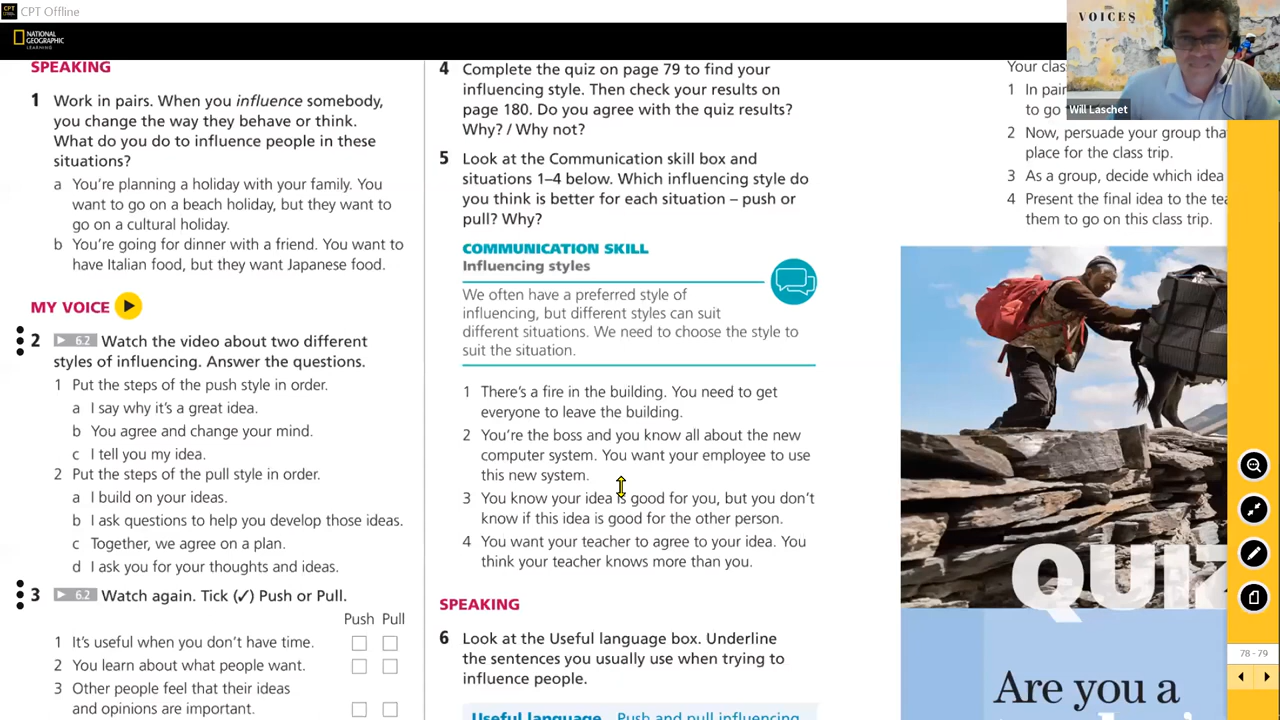 CPT Offline
NATIONAL
GEOGRAPHIC
LEARNING
SPEAKING
1 Work in pairs. When you influence somebody,
you change the way they behave or think.
What do you do to influence people in these
situations?
a You're planning a holiday with your family. You
want to go on a beach holiday, but they want to
go on a cultural holiday.
b You're going for dinner with a friend. You want to
have Italian food, but they want Japanese food.
MY VOICE
2 6.2 Watch the video about two different
styles of influencing. Answer the questions.
1 Put the steps of the push style in order.
a I say why it's a great idea.
b You agree and change your mind.
c I tell you my idea.
2 Put the steps of the pull style in order.
a I build on your ideas.
b I ask questions to help you develop those ideas.
c Together, we agree on a plan.
d I ask you for your thoughts and ideas.
3 6.2 Watch again. Tick (✓) Push or Pull.
Push Pull
1 It's useful when you don't have time.
2 You learn about what people want.
3 Other people feel that their ideas
and opinions are important.
4 Complete the quiz on page 79 to find your
influencing style. Then check your results on
page 180. Do you agree with the quiz results?
Why? / Why not?
5 Look at the Communication skill box and
situations 1–4 below. Which influencing style do
you think is better for each situation – push or
pull? Why?
COMMUNICATION SKILL
Influencing styles
We often have a preferred style of
influencing, but different styles can suit
different situations. We need to choose the style to
suit the situation.
1 There's a fire in the building. You need to get
everyone to leave the building.
2 You're the boss and you know all about the new
computer system. You want your employee to use
this new system.
3 You know your idea is good for you, but you don't
know if this idea is good for the other person.
4 You want your teacher to agree to your idea. You
think your teacher knows more than you.
SPEAKING
6 Look at the Useful language box. Underline
the sentences you usually use when trying to
influence people.
Useful language Push and pull influencing
Your clas
1 In pair
to go
2 Now, persuade your group tha
place for the class trip.
3 As a group, decide which idea
4 Present the final idea to the tea
them to go on this class trip.
VOICES
Will Laschet
QUIZ
Are you a
78 - 79